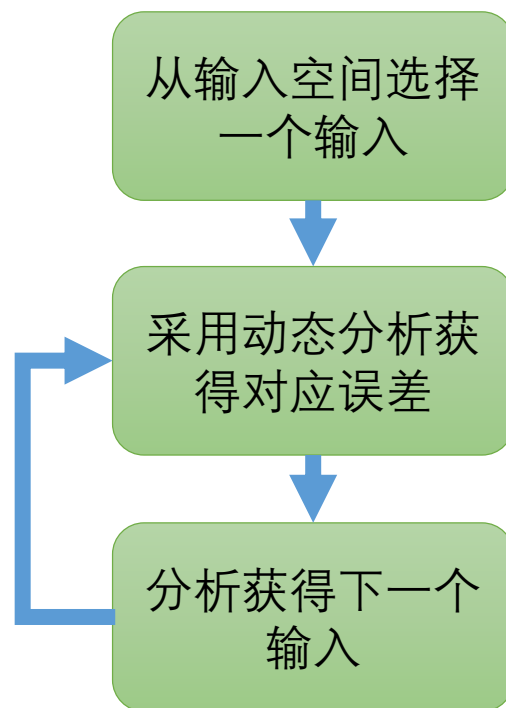 从输入空间选择
一个输入
采用动态分析获
得对应误差
分析获得下一个
输入